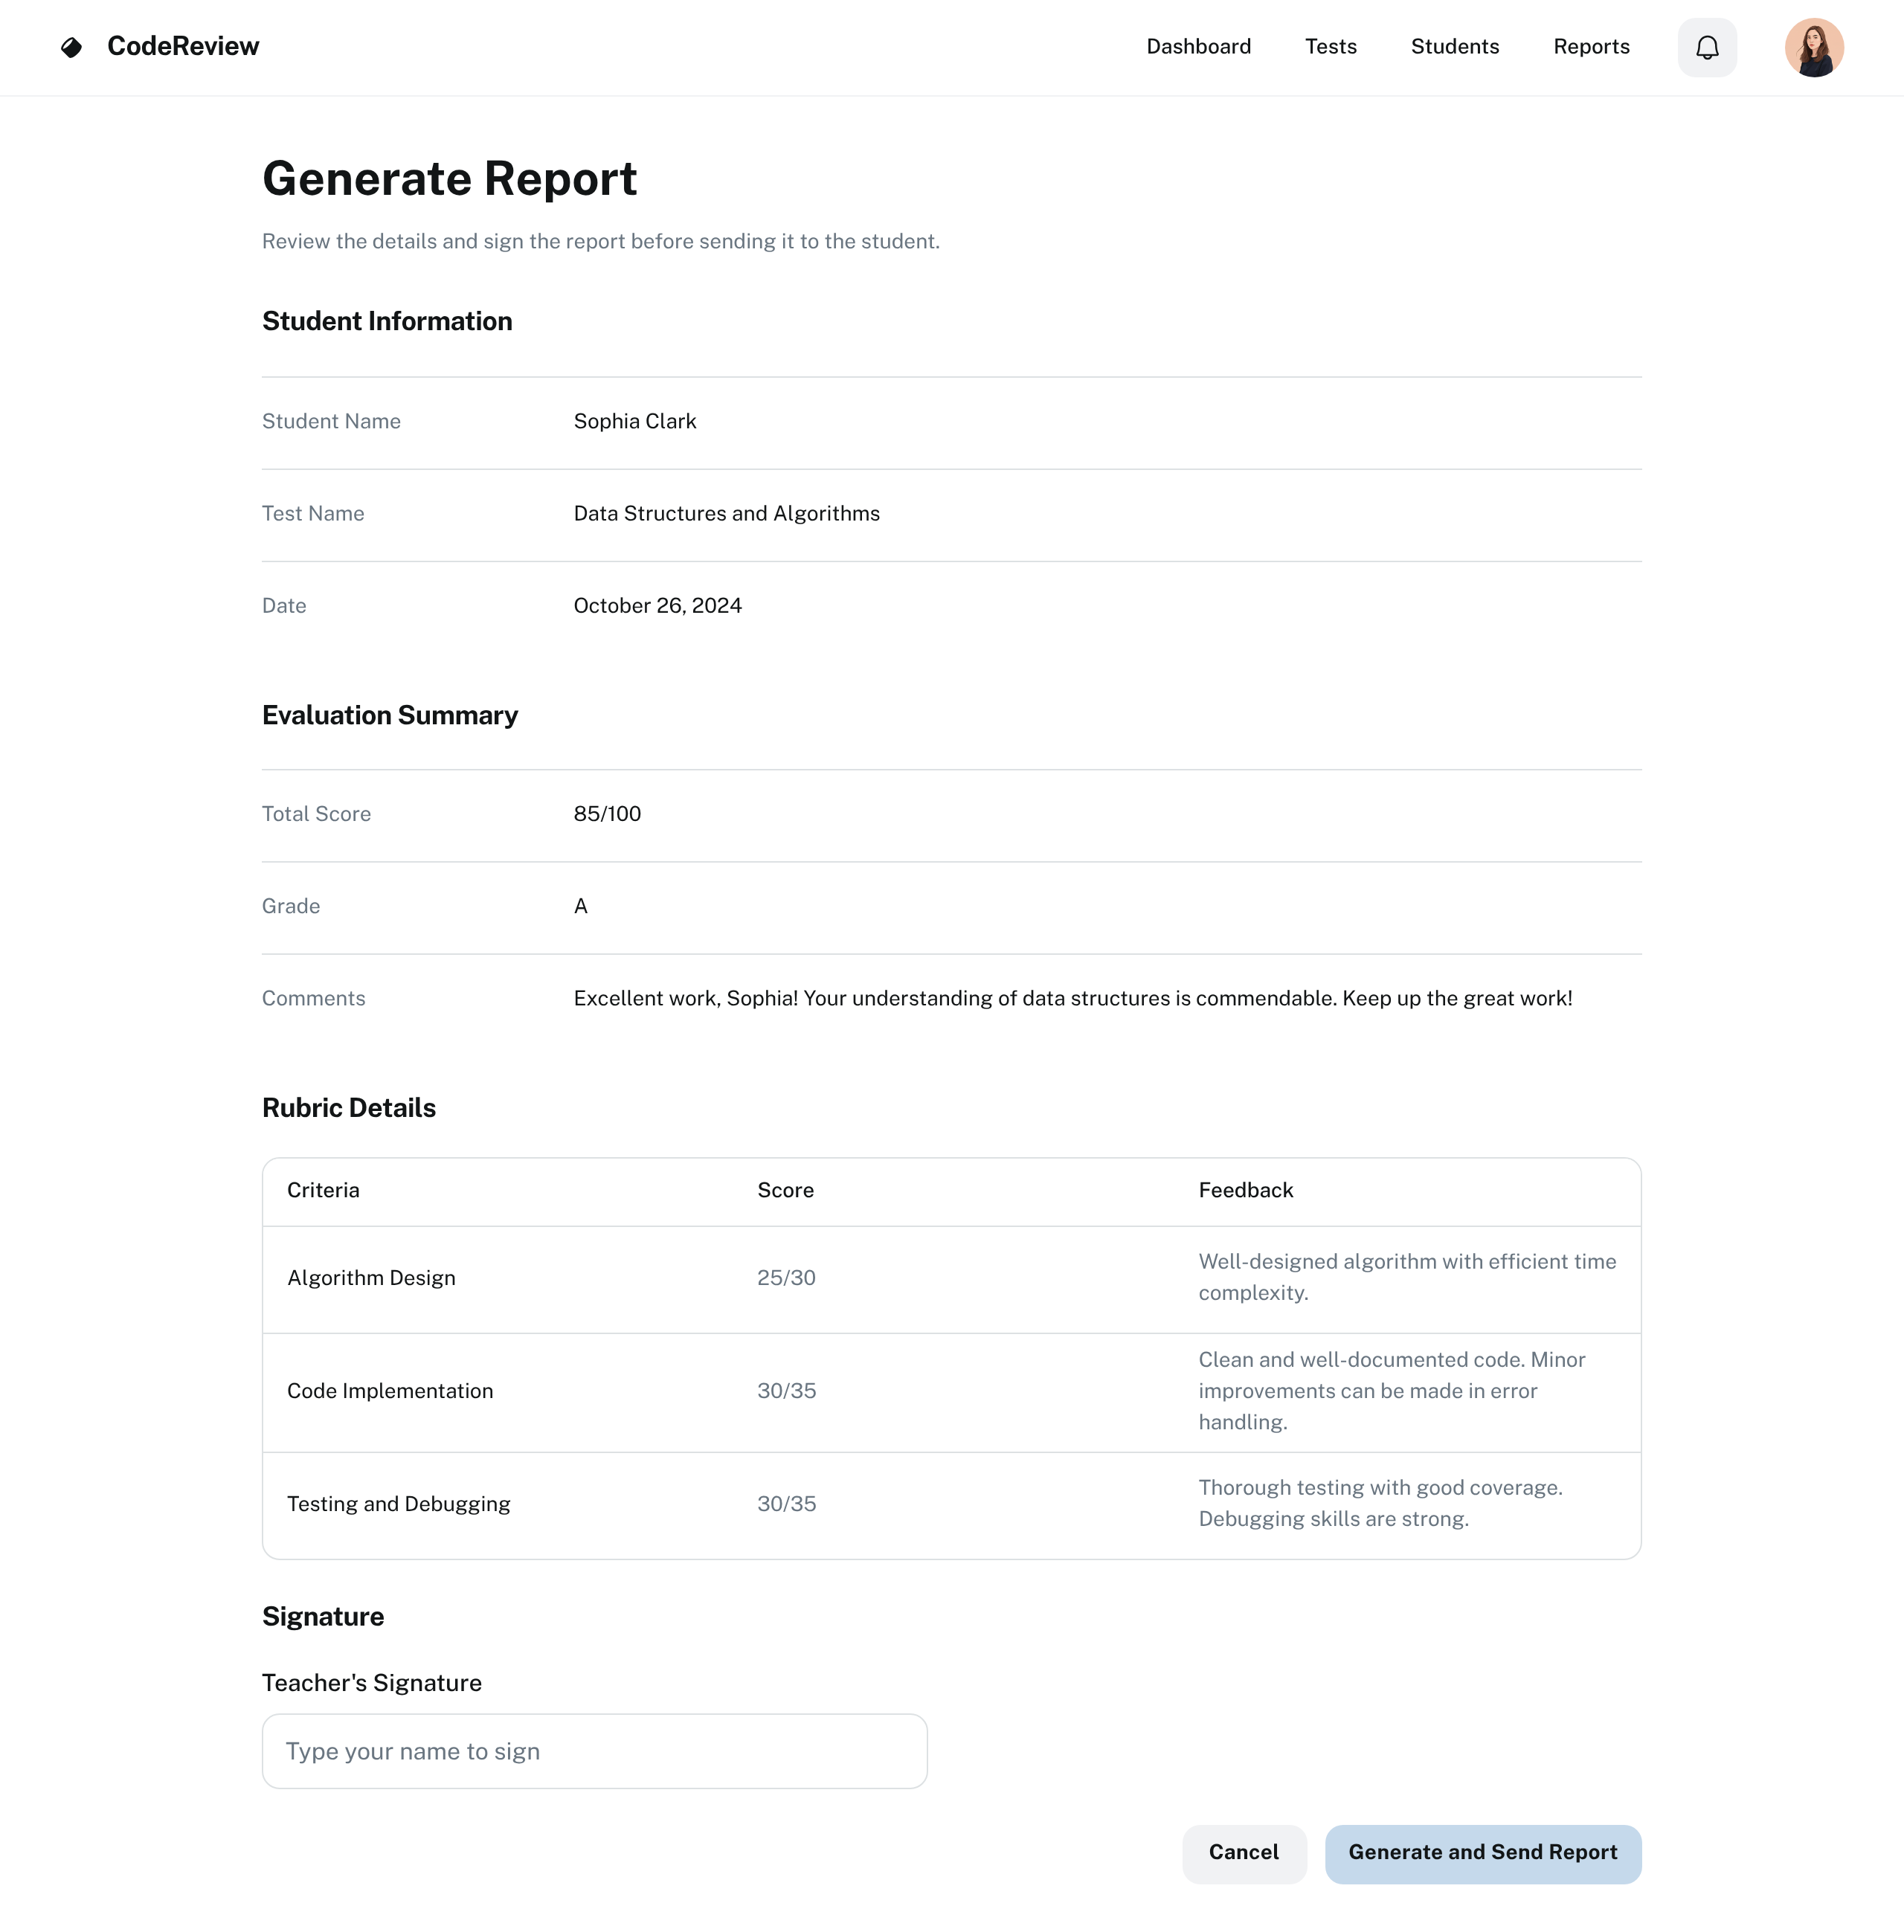 CodeReview
Dashboard
Tests
Students
Reports
Generate Report
Review the details and sign the report before sending it to the student.
Student Information
Student Name
Sophia Clark
Test Name
Data Structures and Algorithms
Date
October 26, 2024
Evaluation Summary
Total Score
85/100
Grade
A
Comments
Excellent work, Sophia! Your understanding of data structures is commendable. Keep up the great work!
Rubric Details
Criteria
Score
Feedback
Algorithm Design
25/30
Well-designed algorithm with efficient time
complexity.
Code Implementation
30/35
Clean and well-documented code. Minor
improvements can be made in error
handling.
Testing and Debugging
30/35
Thorough testing with good coverage.
Debugging skills are strong.
Signature
Teacher's Signature
Type your name to sign
Cancel
Generate and Send Report